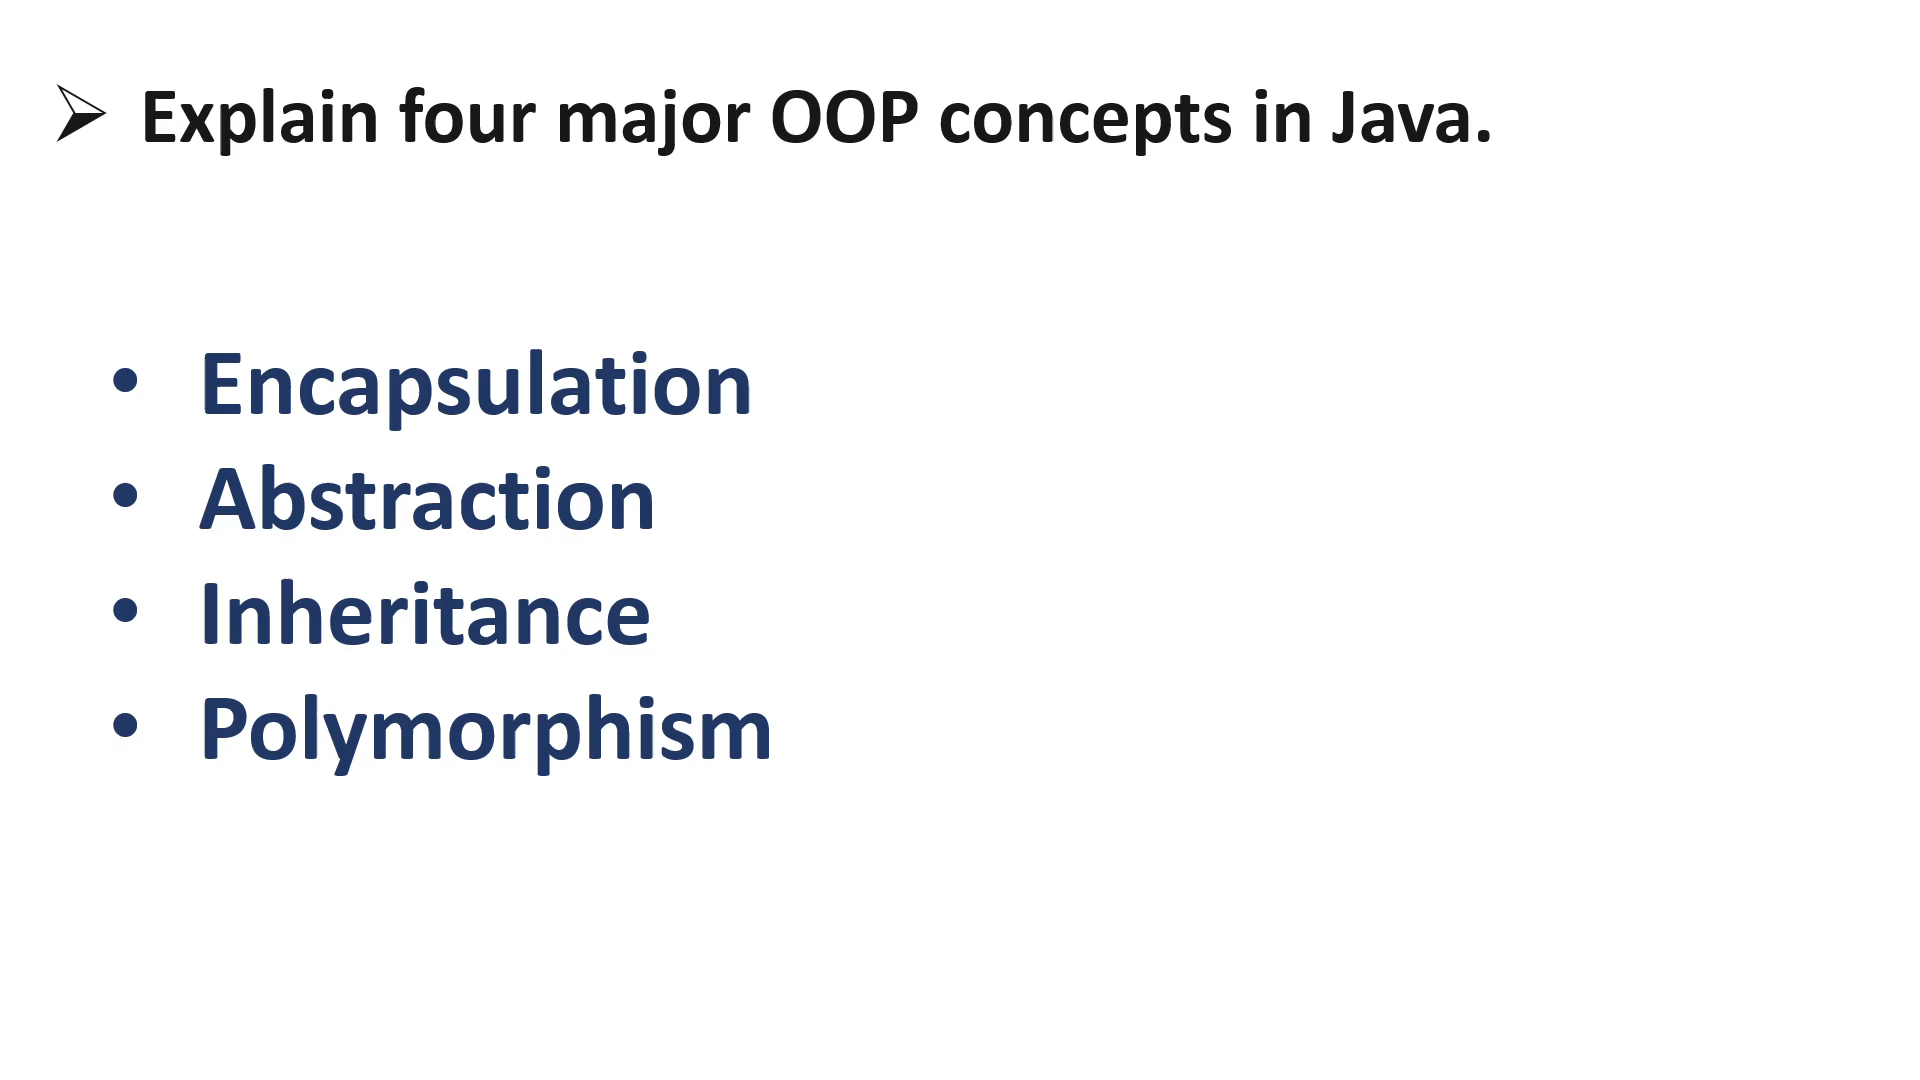 ➢ Explain four major OOP concepts in Java.
• Encapsulation
• Abstraction
• Inheritance
• Polymorphism